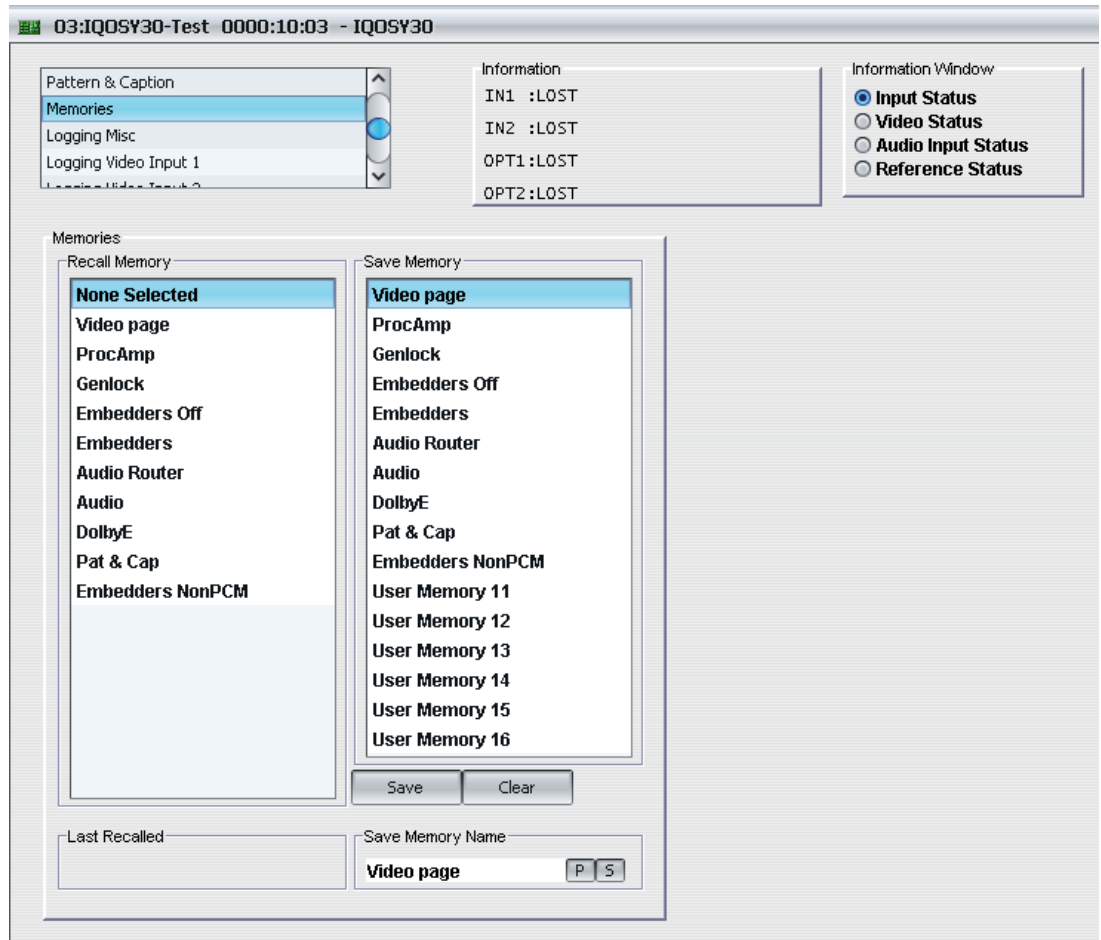 03:IQOSY30-Test 0000:10:03 - IQOSY30
Pattern & Caption
Memories
Logging Misc
Logging Video Input 1
Information
IN1 :LOST
IN2 :LOST
OPT1:LOST
OPT2:LOST
Information Window
Input Status
Video Status
Audio Input Status
Reference Status
Memories
Recall Memory
None Selected
Video page
ProcAmp
Genlock
Embedders Off
Embedders
Audio Router
Audio
DolbyE
Pat & Cap
Embedders NonPCM
Save Memory
Video page
ProcAmp
Genlock
Embedders Off
Embedders
Audio Router
Audio
DolbyE
Pat & Cap
Embedders NonPCM
User Memory 11
User Memory 12
User Memory 13
User Memory 14
User Memory 15
User Memory 16
Save
Clear
Last Recalled
Save Memory Name
Video page
P
S